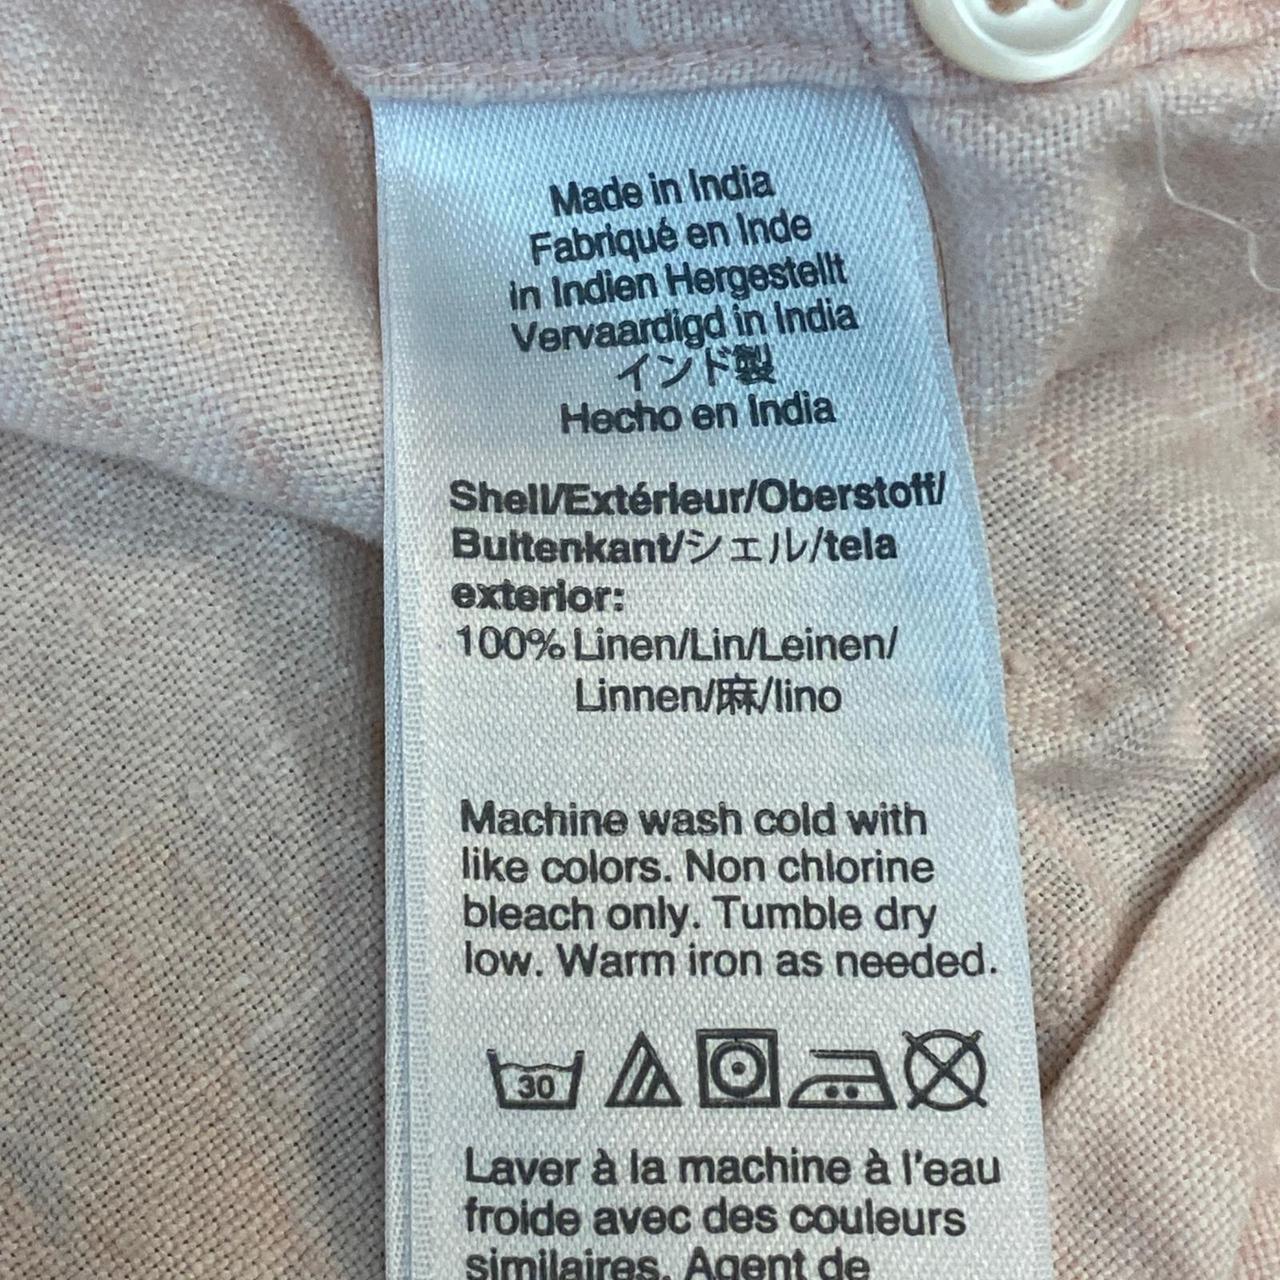 Made in India
Fabriqué en Inde
in Indien Hergestellt
Vervaardigd in India
インド製
Hecho en India
Shell/Extérieur/Oberstoff/
Buitenkant/シェル/tela
exterior:
100% Linen/Lin/Leinen/
Linnen/麻/lino
Machine wash cold with
like colors. Non chlorine
bleach only. Tumble dry
low. Warm iron as needed.
30
Laver à la machine à l'eau
froide avec des couleurs
similaires. Agent de